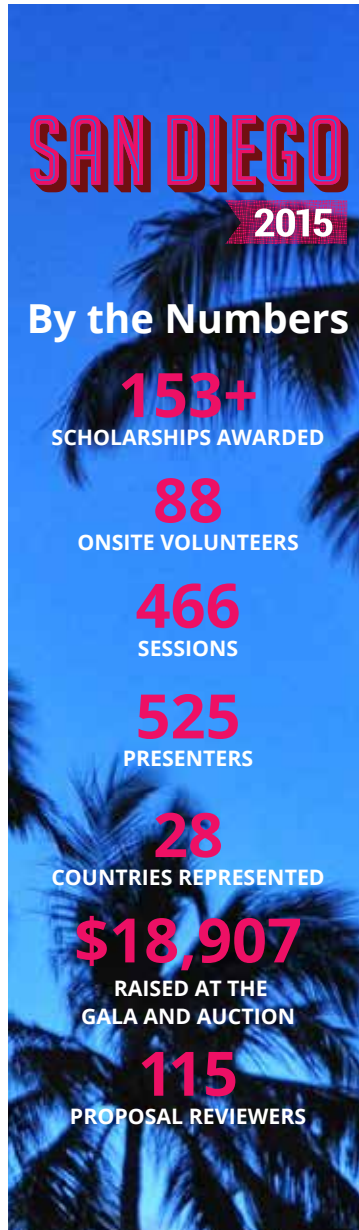 SAN DIEGO
2015
By the Numbers
153+
SCHOLARSHIPS AWARDED
88
ONSITE VOLUNTEERS
466
SESSIONS
525
PRESENTERS
28
COUNTRIES REPRESENTED
$18,907
RAISED AT THE
GALA AND AUCTION
115
PROPOSAL REVIEWERS